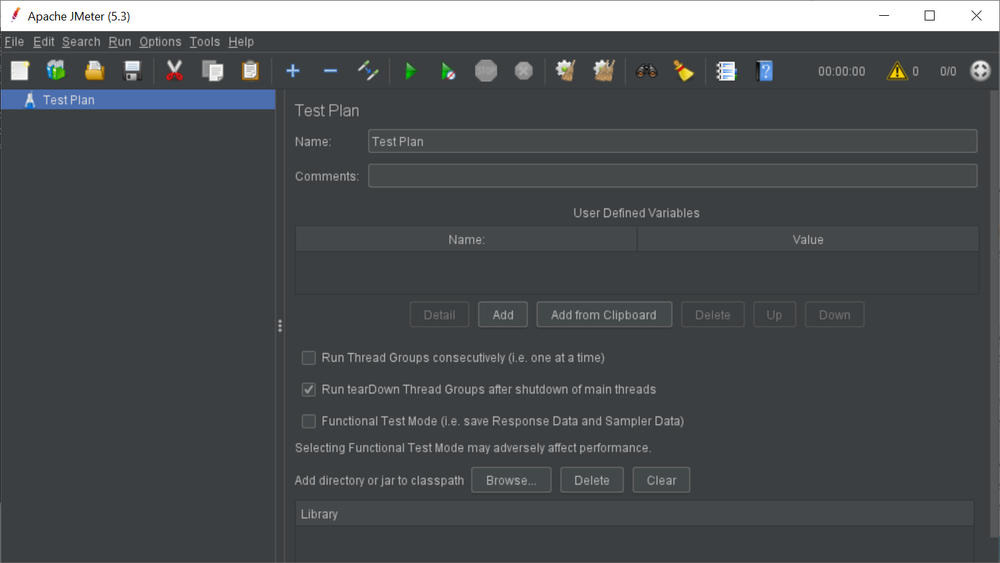 Apache JMeter (5.3)
File Edit Search Run Options Tools Help
STOP ? 00:00:00 0 0/0
Test Plan
Test Plan
Name: Test Plan
Comments:
User Defined Variables
Name: Value
Detail Add Add from Clipboard Delete Up Down
Run Thread Groups consecutively (i.e. one at a time)
Run tearDown Thread Groups after shutdown of main threads
Functional Test Mode (i.e. save Response Data and Sampler Data)
Selecting Functional Test Mode may adversely affect performance.
Add directory or jar to classpath Browse... Delete Clear
Library